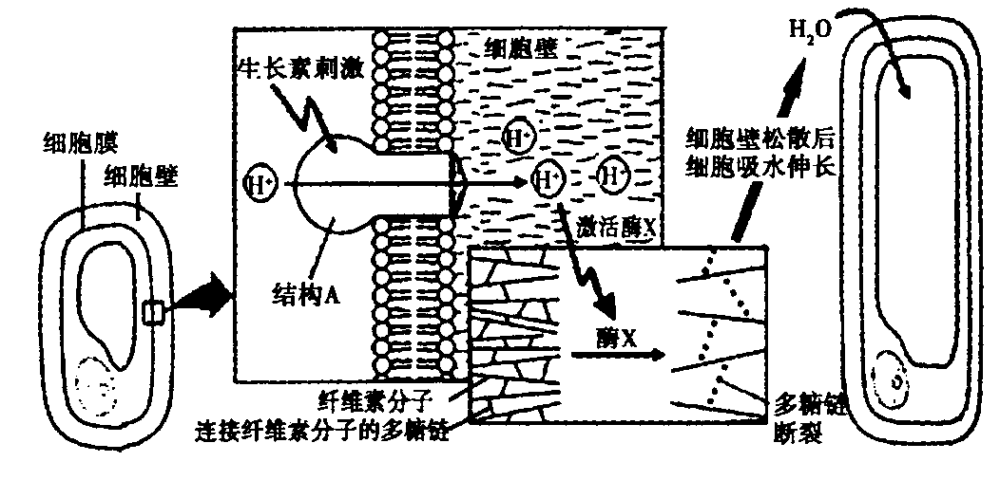 细胞膜
细胞壁
生长素刺激
细胞壁
H⁺
H⁺
H⁺
H⁺
激活酶X
结构A
酶X
纤维素分子
连接纤维素分子的多糖链
H₂O
细胞壁松散后
细胞吸水伸长
多糖链
断裂